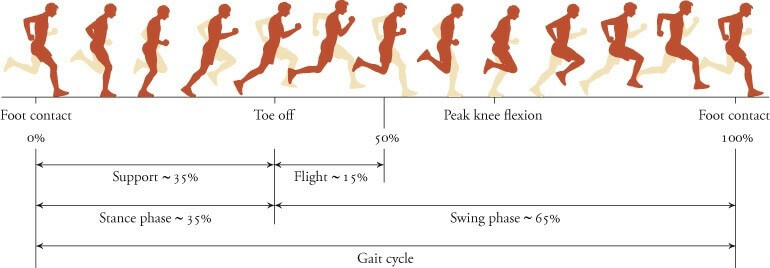 Foot contact Toe off Peak knee flexion Foot contact
0% 50% 100%
Support ~ 35% Flight ~ 15%
Stance phase ~ 35% Swing phase ~ 65%
Gait cycle